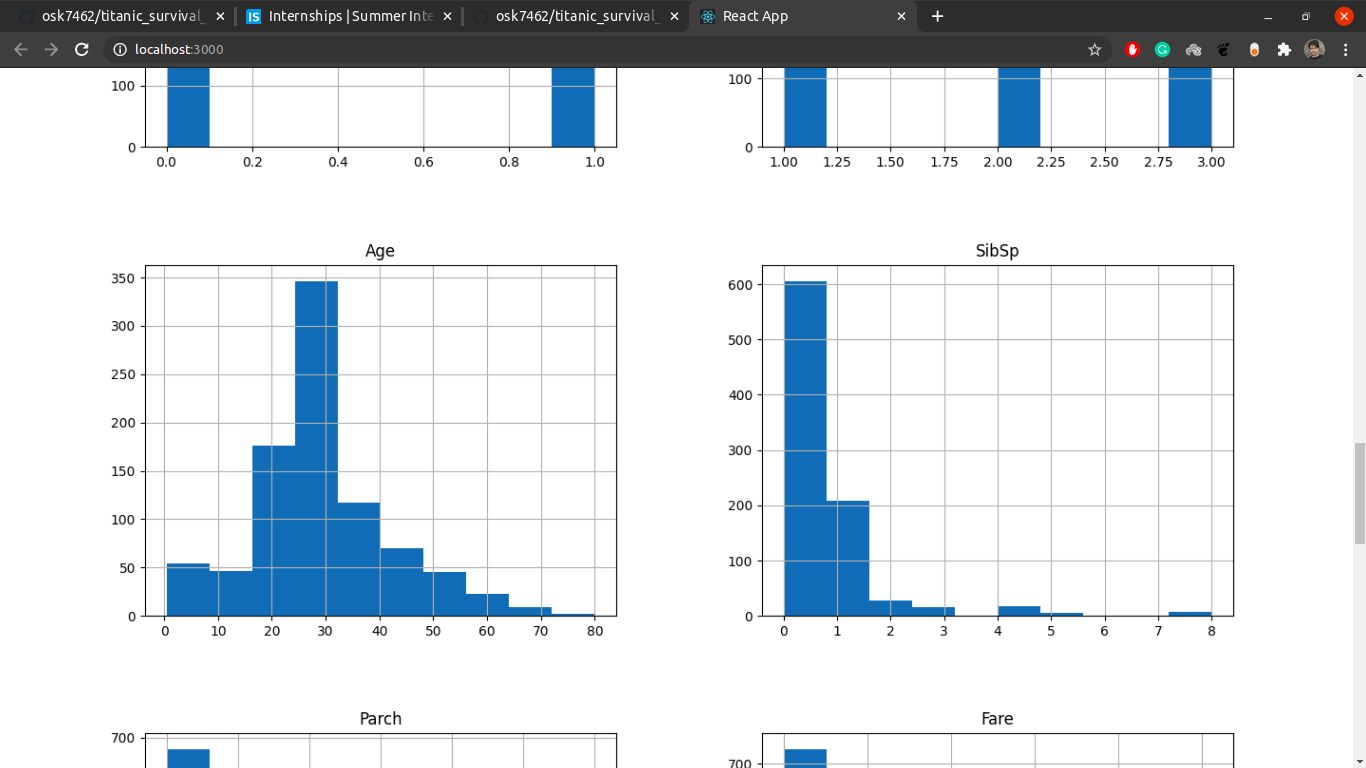 osk7462/titanic_survival_
Internships | Summer Inte
osk7462/titanic_survival_
React App
localhost:3000
100
0
0.0 0.2 0.4 0.6 0.8 1.0
100
0
1.00 1.25 1.50 1.75 2.00 2.25 2.50 2.75 3.00
Age
350
300
250
200
150
100
50
0
0 10 20 30 40 50 60 70 80
SibSp
600
500
400
300
200
100
0
0 1 2 3 4 5 6 7 8
Parch
700
Fare
700